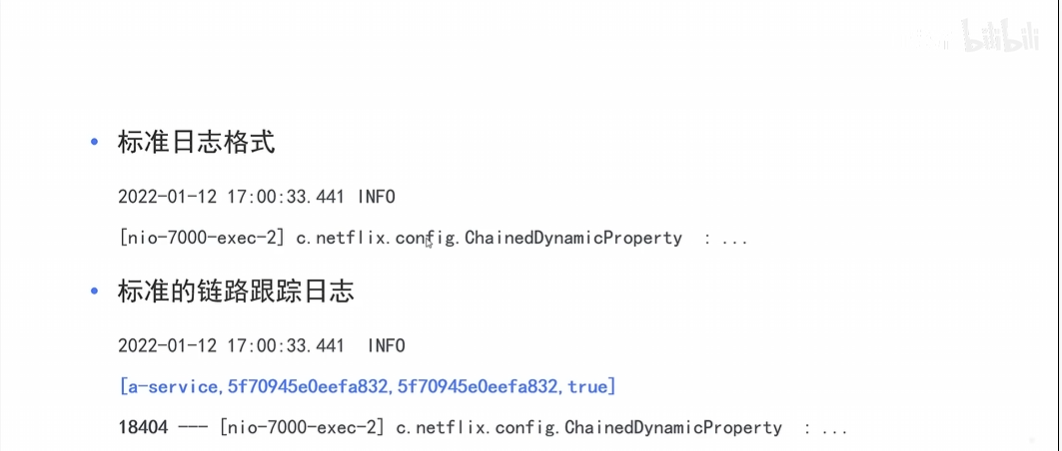 bilibili
标准日志格式
2022-01-12 17:00:33.441 INFO
[nio-7000-exec-2] c.netflix.config.ChainedDynamicProperty : ...
标准的链路跟踪日志
2022-01-12 17:00:33.441 INFO
[a-service,5f70945e0eefa832,5f70945e0eefa832,true]
18404 --- [nio-7000-exec-2] c.netflix.config.ChainedDynamicProperty : ...